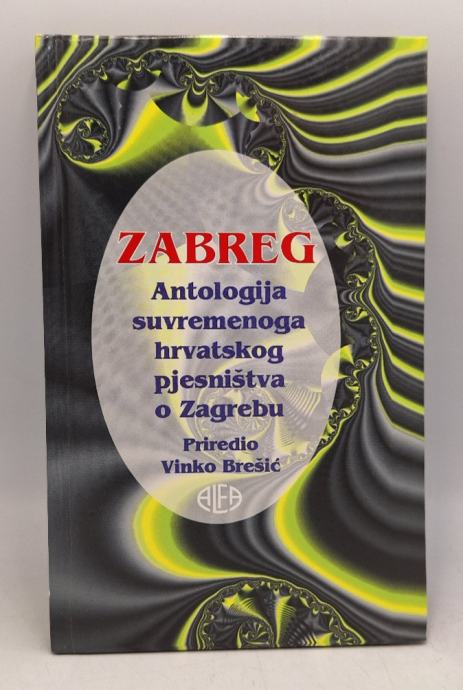 ZABREG
Antologija
suvremenoga
hrvatskog
pjesništva
o Zagrebu
Priredio
Vinko Brešić
ALFA